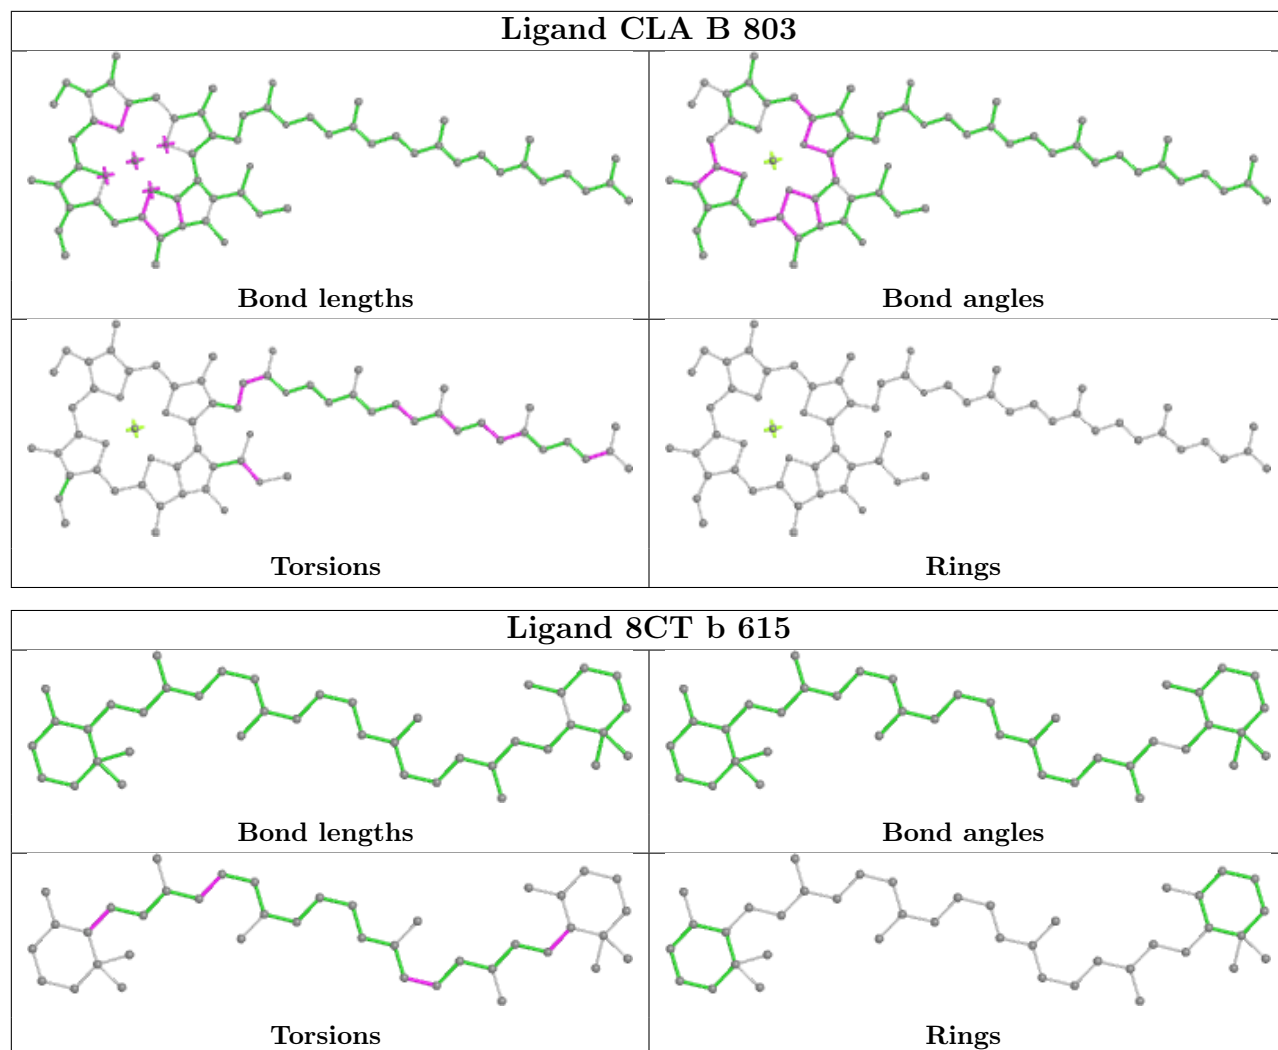 Ligand CLA B 803
Bond lengths
Bond angles
Torsions
Rings
Ligand 8CT b 615
Bond lengths
Bond angles
Torsions
Rings